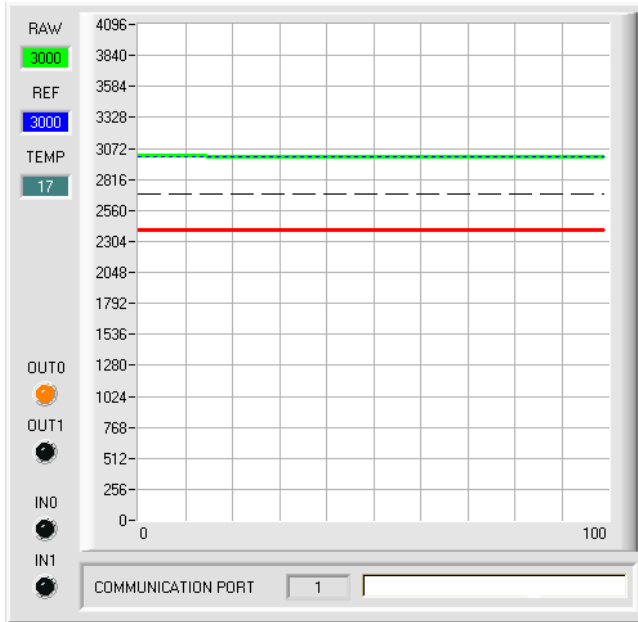 RAW
3000
REF
3000
TEMP
17
OUT0
OUT1
IN0
IN1
4096
3840
3584
3328
3072
2816
2560
2304
2048
1792
1536
1280
1024
768
512
256
0
0 100
COMMUNICATION PORT 1